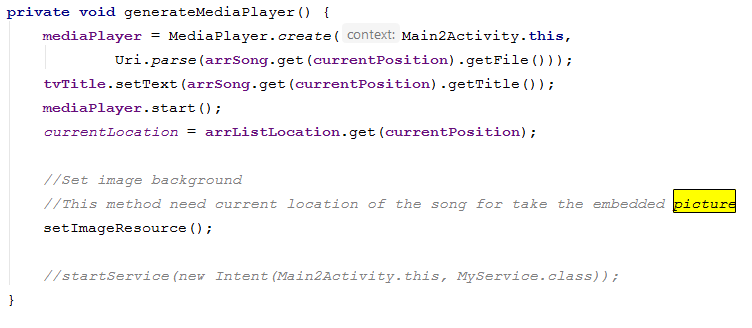 private void generateMediaPlayer() {
mediaPlayer = MediaPlayer.create( context: Main2Activity.this,
Uri.parse(arrSong.get(currentPosition).getFile()));
tvTitle.setText(arrSong.get(currentPosition).getTitle());
mediaPlayer.start();
currentLocation = arrListLocation.get(currentPosition);
//Set image background
//This method need current location of the song for take the embedded picture
setImageResource();
//startService(new Intent(Main2Activity.this, MyService.class));
}